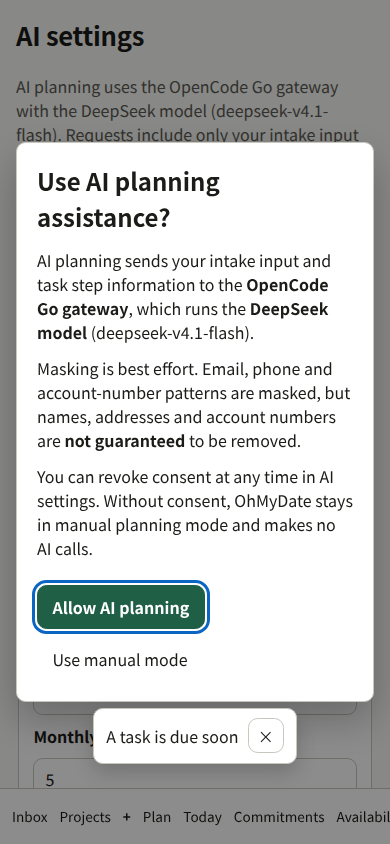 AI settings
AI planning uses the OpenCode Go gateway
with the DeepSeek model (deepseek-v4.1-
flash). Requests include only your intake input
Use AI planning
assistance?
AI planning sends your intake input and
task step information to the OpenCode
Go gateway, which runs the DeepSeek
model (deepseek-v4.1-flash).
Masking is best effort. Email, phone and
account-number patterns are masked, but
names, addresses and account numbers
are not guaranteed to be removed.
You can revoke consent at any time in AI
settings. Without consent, OhMyDate stays
in manual planning mode and makes no
AI calls.
Allow AI planning
Use manual mode
Monthly
A task is due soon ×
5
Inbox Projects + Plan Today Commitments Availabil